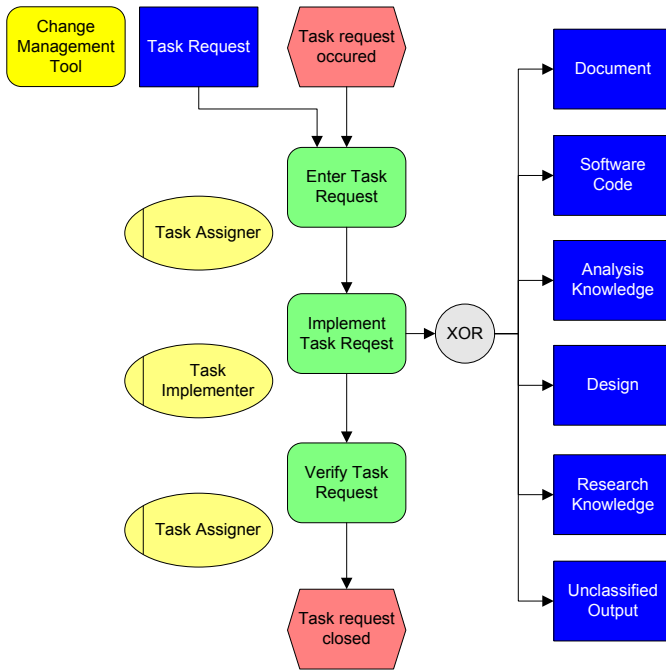 Change
Management
Tool
Task Request
Task request
occured
Document
Software
Code
Enter Task
Request
Task Assigner
Analysis
Knowledge
Implement
Task Reqest
XOR
Task
Implementer
Design
Verify Task
Request
Research
Knowledge
Task Assigner
Unclassified
Output
Task request
closed